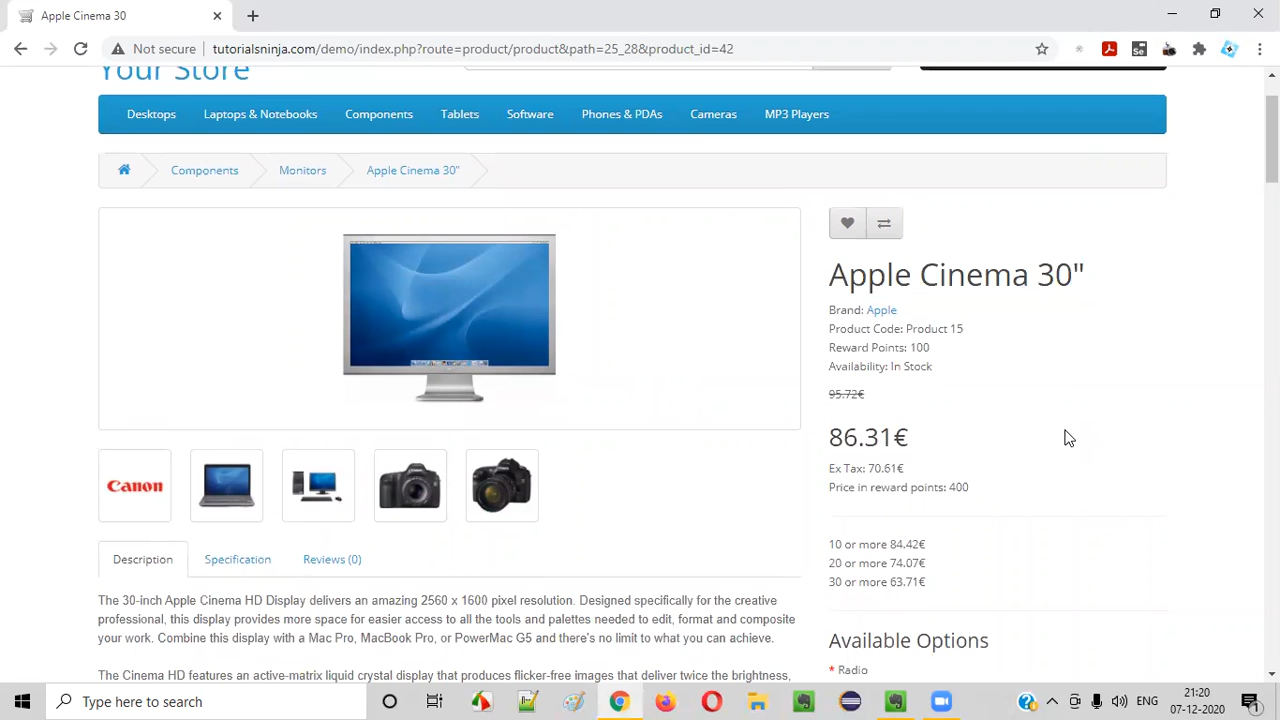 Apple Cinema 30
Not secure
tutorialsninja.com/demo/index.php?route=product/product&path=25_28&product_id=42
Se
Your Store
Desktops Laptops & Notebooks Components Tablets Software Phones & PDAs Cameras MP3 Players
Components Monitors Apple Cinema 30"
Apple Cinema 30"
Brand: Apple
Product Code: Product 15
Reward Points: 100
Availability: In Stock
95.72€
86.31€
Ex Tax: 70.61€
Price in reward points: 400
Canon
10 or more 84.42€
20 or more 74.07€
30 or more 63.71€
Description Specification Reviews (0)
The 30-inch Apple Cinema HD Display delivers an amazing 2560 x 1600 pixel resolution. Designed specifically for the creative
professional, this display provides more space for easier access to all the tools and palettes needed to edit, format and composite
your work. Combine this display with a Mac Pro, MacBook Pro, or PowerMac G5 and there's no limit to what you can achieve.
The Cinema HD features an active-matrix liquid crystal display that produces flicker-free images that deliver twice the brightness,
Available Options
* Radio
Type here to search
ENG
21:20
07-12-2020